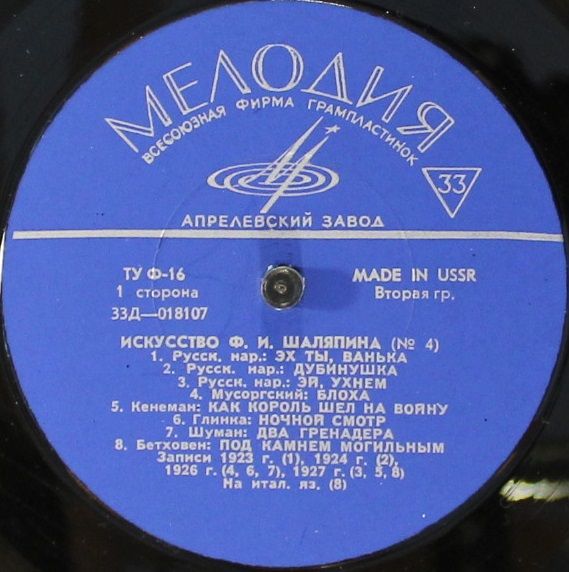 МЕЛОДИЯ
ВСЕСОЮЗНАЯ ФИРМА ГРАМПЛАСТИНОК
33
АПРЕЛЕВСКИЙ ЗАВОД
ТУ Ф-16
MADE IN USSR
1 сторона
Вторая гр.
33Д—018107
ИСКУССТВО Ф. И. ШАЛЯПИНА (№ 4)
1. Русск. нар.: ЭХ ТЫ, ВАНЬКА
2. Русск. нар.: ДУБИНУШКА
3. Русск. нар.: ЭЙ, УХНЕМ
4. Мусоргский: БЛОХА
5. Кенеман: КАК КОРОЛЬ ШЕЛ НА ВОЙНУ
6. Глинка: НОЧНОЙ СМОТР
7. Шуман: ДВА ГРЕНАДЕРА
8. Бетховен: ПОД КАМНЕМ МОГИЛЬНЫМ
Записи 1923 г. (1), 1924 г. (2),
1926 г. (4, 6, 7), 1927 г. (3, 5, 8)
На итал. яз. (8)